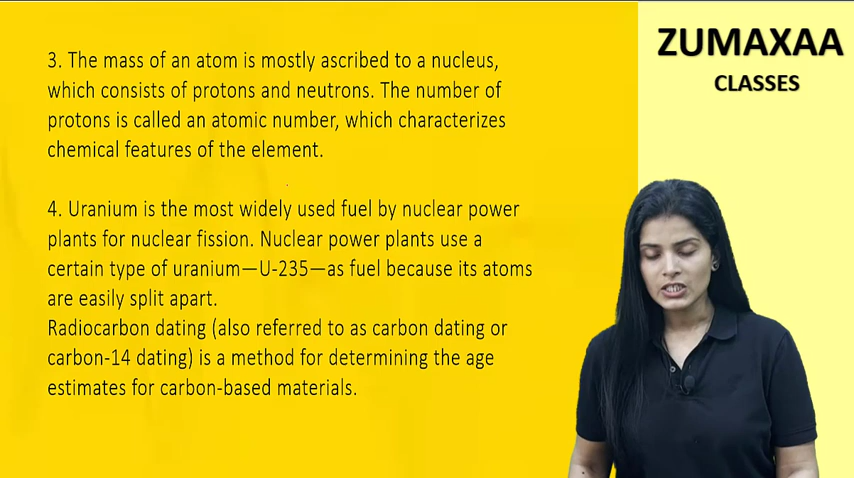 ZUMAXAA
CLASSES
3. The mass of an atom is mostly ascribed to a nucleus,
which consists of protons and neutrons. The number of
protons is called an atomic number, which characterizes
chemical features of the element.
4. Uranium is the most widely used fuel by nuclear power
plants for nuclear fission. Nuclear power plants use a
certain type of uranium—U-235—as fuel because its atoms
are easily split apart.
Radiocarbon dating (also referred to as carbon dating or
carbon-14 dating) is a method for determining the age
estimates for carbon-based materials.